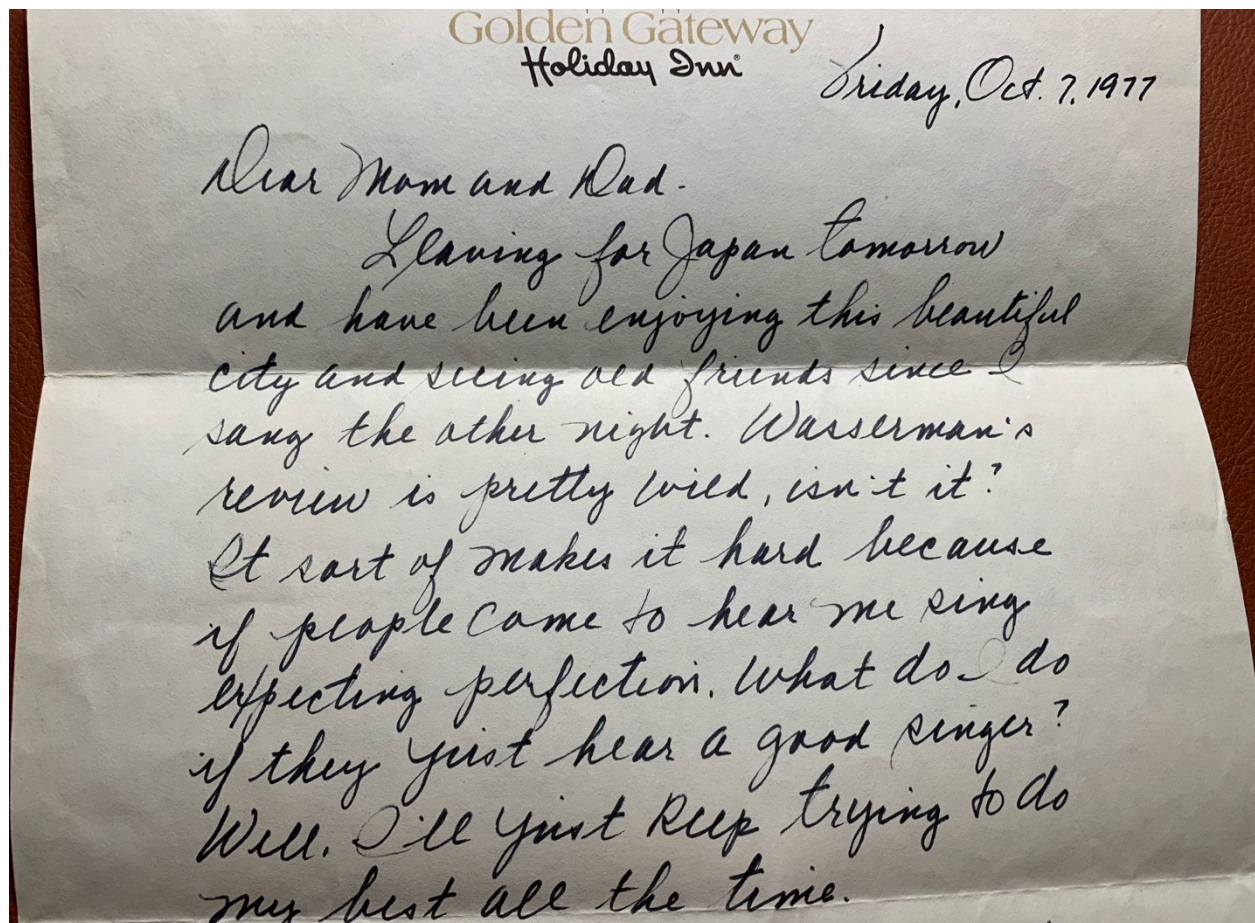 Golden Gateway
Holiday Inn®
Friday, Oct. 7, 1977
Dear Mom and Dad.
Leaving for Japan tomorrow
and have been enjoying this beautiful
city and seeing old friends since I
sang the other night. Wasserman's
review is pretty wild, isn't it?
It sort of makes it hard because
if people come to hear me sing
expecting perfection. What do I do
if they just hear a good singer?
Well. I'll just keep trying to do
my best all the time.